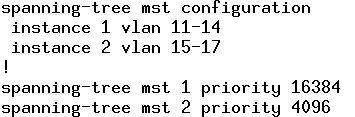 spanning-tree mst configuration
 instance 1 vlan 11-14
 instance 2 vlan 15-17
!
spanning-tree mst 1 priority 16384
spanning-tree mst 2 priority 4096